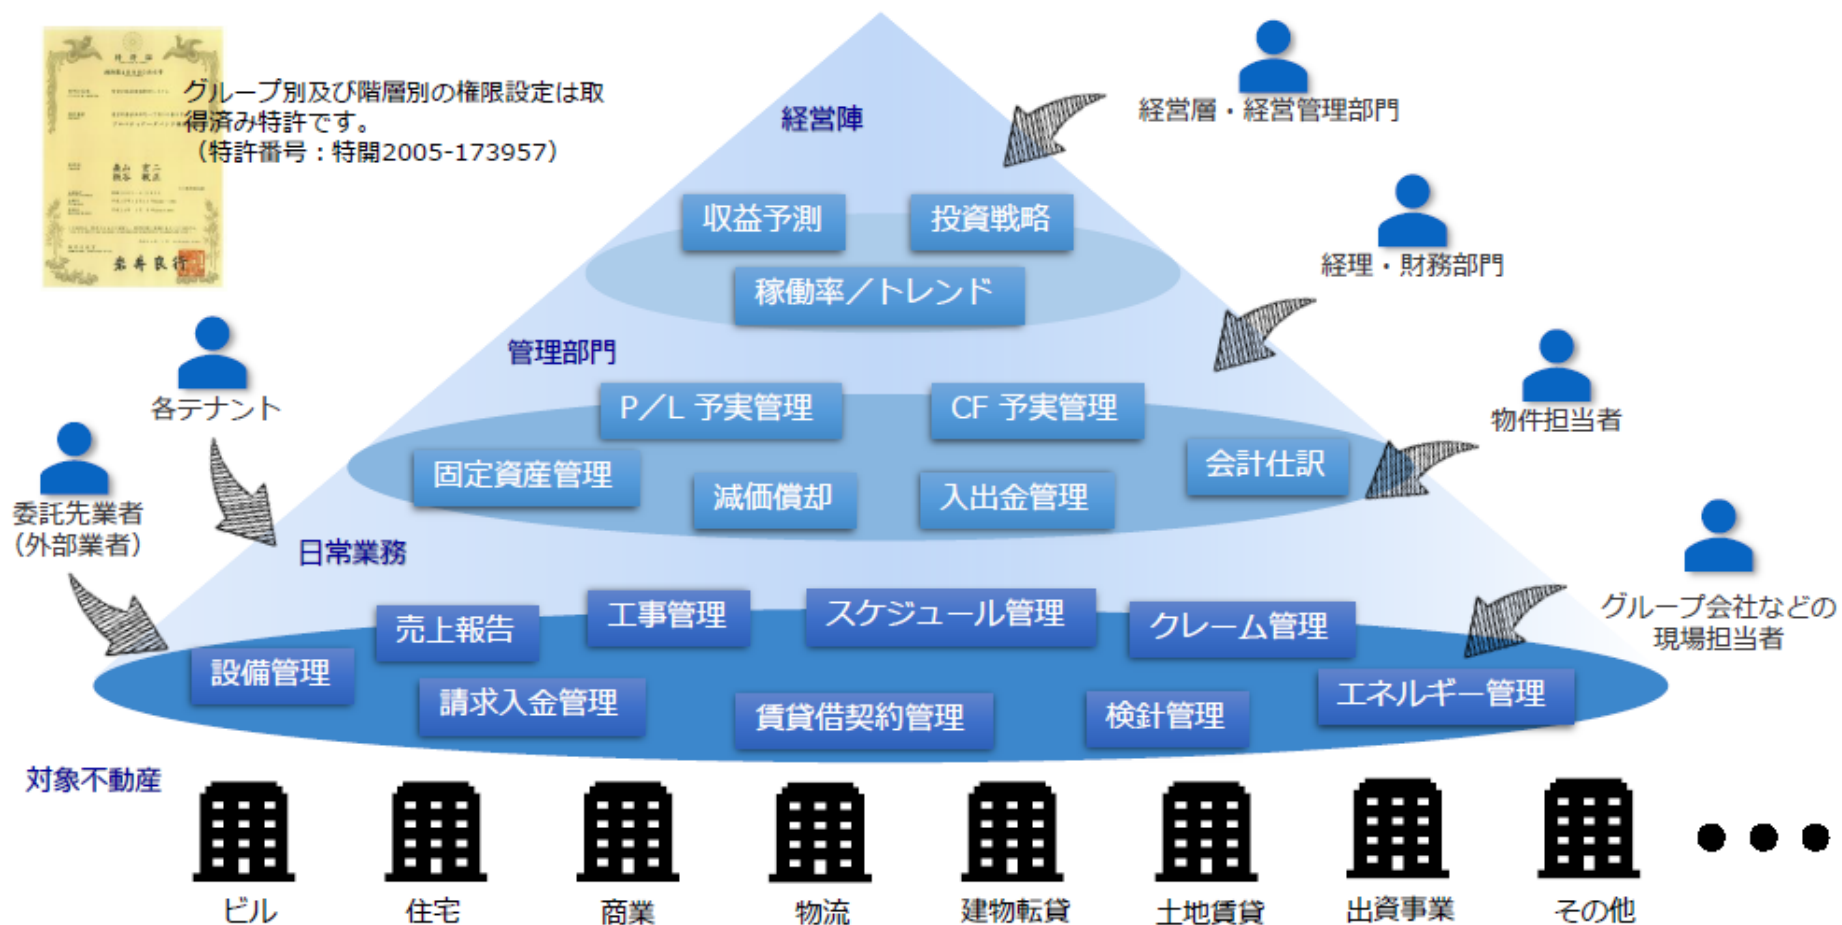 グループ別及び階層別の権限設定は取
得済み特許です。
（特許番号：特開2005-173957）
経営陣
経営層・経営管理部門
収益予測
投資戦略
稼働率／トレンド
経理・財務部門
管理部門
P／L 予実管理
CF 予実管理
固定資産管理
減価償却
入出金管理
会計仕訳
物件担当者
各テナント
委託先業者
（外部業者）
日常業務
売上報告
工事管理
スケジュール管理
クレーム管理
設備管理
請求入金管理
賃貸借契約管理
検針管理
エネルギー管理
グループ会社などの
現場担当者
対象不動産
ビル
住宅
商業
物流
建物転貸
土地賃貸
出資事業
その他